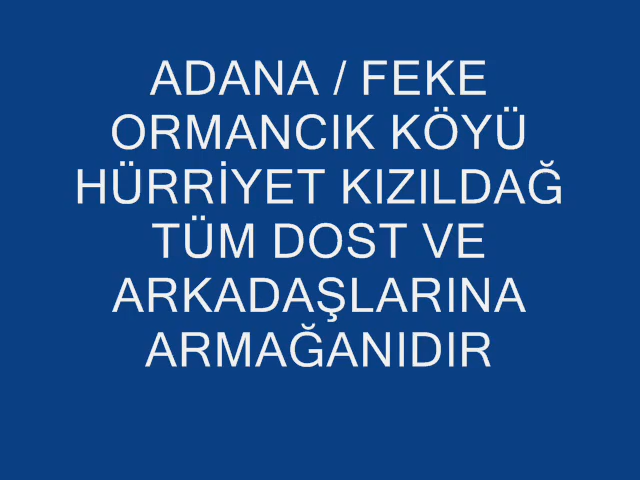 ADANA / FEKE
ORMANCIK KÖYÜ
HÜRRİYET KIZILDAĞ
TÜM DOST VE
ARKADAŞLARINA
ARMAĞANIDIR